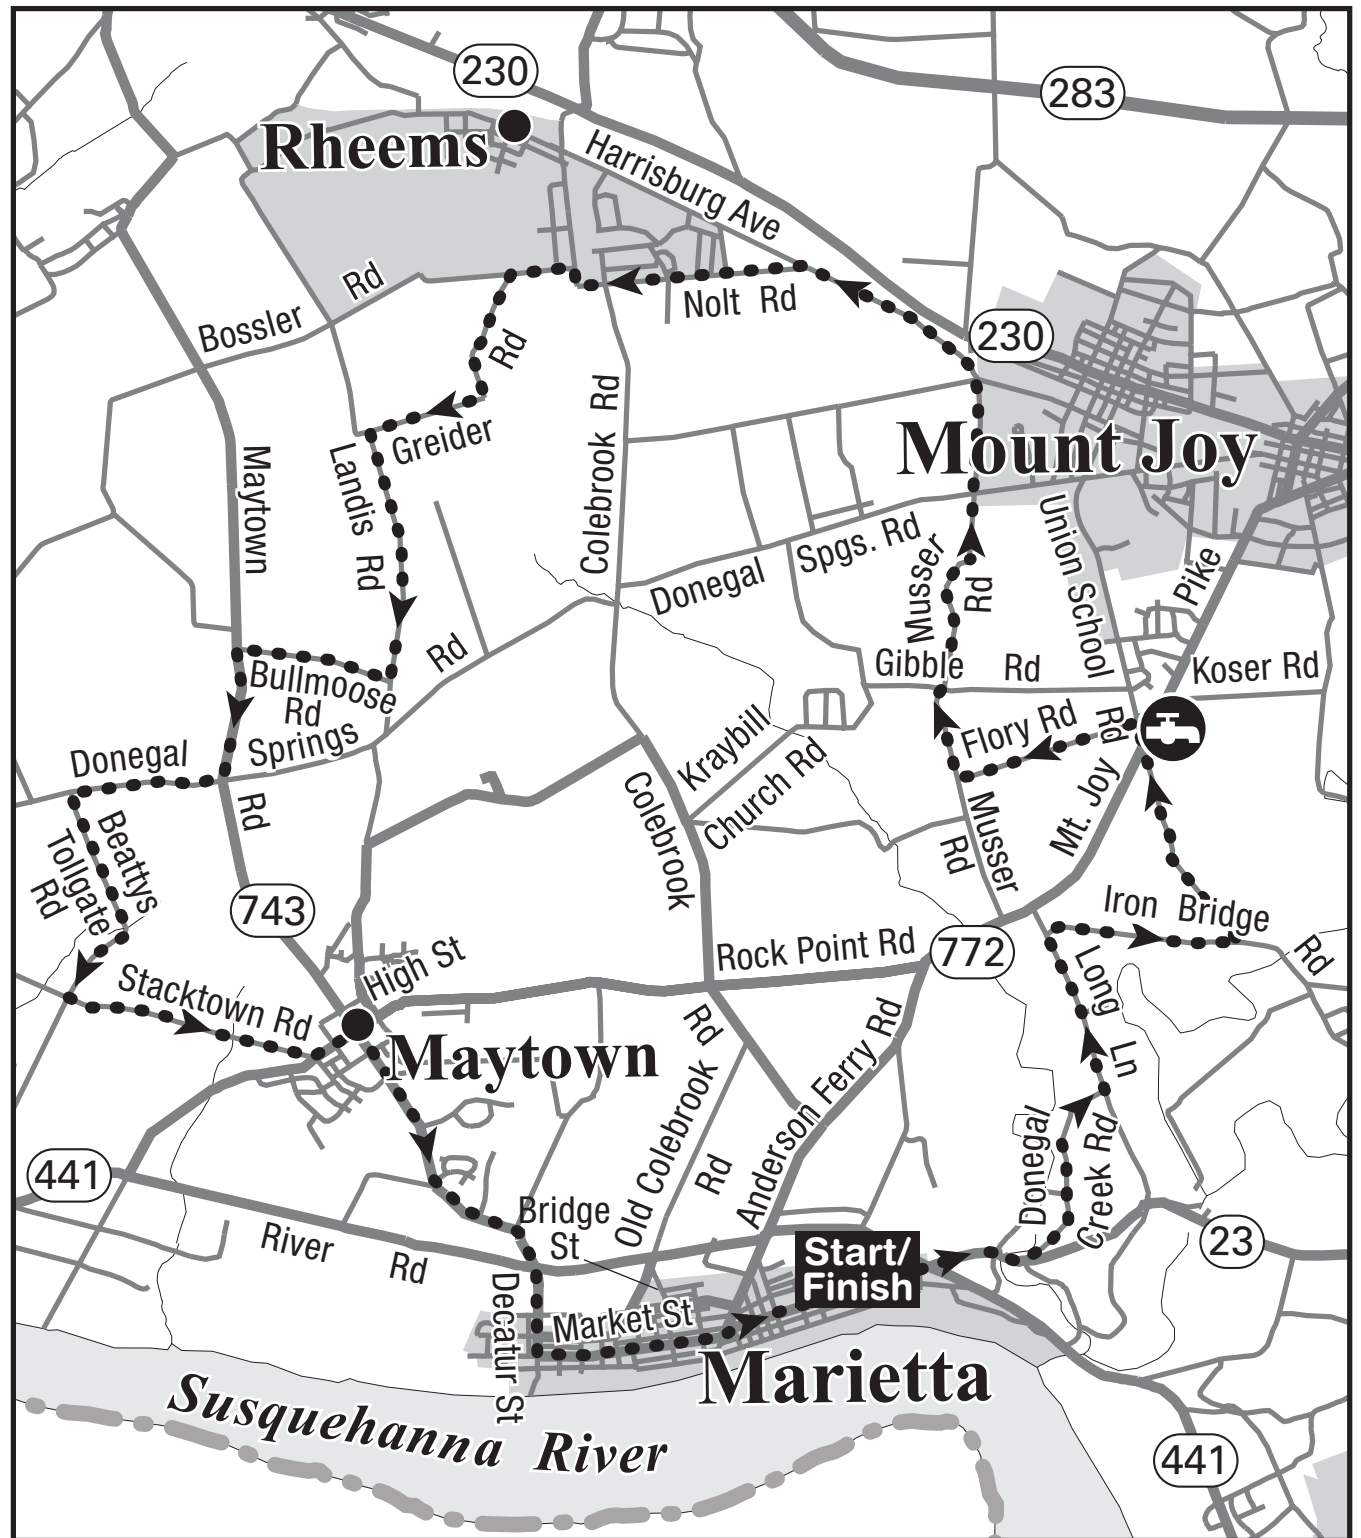 230
283
Rheems
Harrisburg Ave
Bossler Rd
Nolt Rd
230
Greider Rd
Mount Joy
Maytown
Landis Rd
Colebrook Rd
Donegal
Spgs. Rd
Musser Rd
Union School
Pike
Gibble Rd
Koser Rd
Bullmoose
Rd
Rd
Springs
Donegal
Flory Rd
Rd
Kraybill
Church Rd
Mt. Joy
Musser
Rd
Rd
Beattys
Tollgate
Rd
Colebrook
743
Iron Bridge
Rd
High St
Rock Point Rd
772
Long Ln
Stacktown Rd
Maytown
Rd
Old Colebrook
Rd
Anderson Ferry Rd
Donegal
Creek Rd
441
River Rd
Bridge
St
Start/
Finish
23
Decatur St
Market St
Marietta
Susquehanna River
441